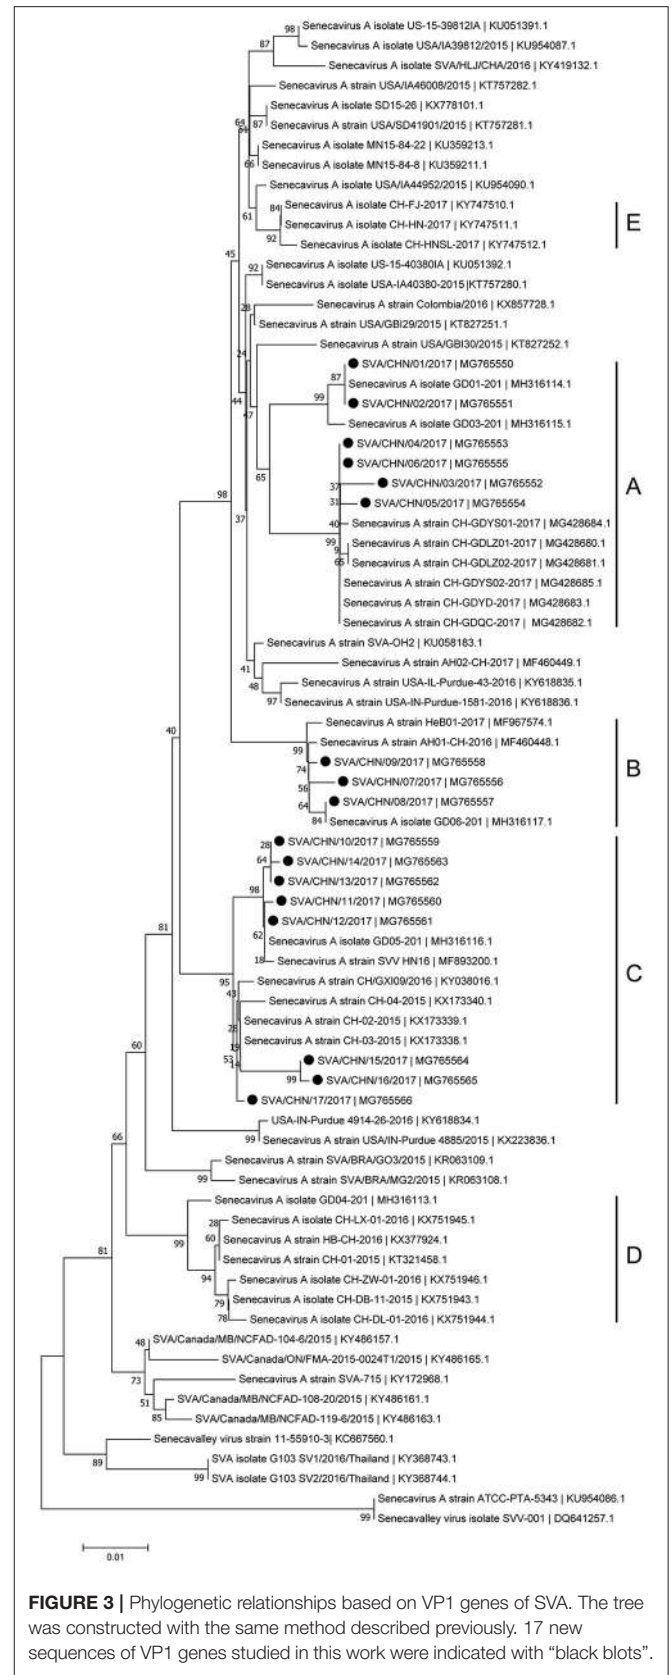 98
Senecavirus A isolate US-15-39812IA | KU051391.1
87
Senecavirus A isolate USA/IA39812/2015 | KU954087.1
Senecavirus A isolate SVA/HLJ/CHA/2016 | KY419132.1
Senecavirus A strain USA/IA46008/2015 | KT757282.1
Senecavirus A isolate SD15-26 | KX778101.1
64
87
Senecavirus A strain USA/SD41901/2015 | KT757281.1
Senecavirus A isolate MN15-84-22 | KU359213.1
66
Senecavirus A isolate MN15-84-8 | KU359211.1
Senecavirus A isolate USA/IA44952/2015 | KU954090.1
61
84
Senecavirus A isolate CH-FJ-2017 | KY747510.1
Senecavirus A isolate CH-HN-2017 | KY747511.1
E
92
Senecavirus A isolate CH-HNSL-2017 | KY747512.1
45
92
Senecavirus A isolate US-15-40380IA | KU051392.1
Senecavirus A isolate USA-IA40380-2015|KT757280.1
28
Senecavirus A strain Colombia/2016 | KX857728.1
Senecavirus A strain USA/GBI29/2015 | KT827251.1
24
Senecavirus A strain USA/GBI30/2015 | KT827252.1
SVA/CHN/01/2017 | MG765550
87
Senecavirus A isolate GD01-201 | MH316114.1
44
99
SVA/CHN/02/2017 | MG765551
47
Senecavirus A isolate GD03-201 | MH316115.1
SVA/CHN/04/2017 | MG765553
SVA/CHN/06/2017 | MG765555
65
37
SVA/CHN/03/2017 | MG765552
A
98
31
SVA/CHN/05/2017 | MG765554
37
40
Senecavirus A strain CH-GDYS01-2017 | MG428684.1
99
Senecavirus A strain CH-GDLZ01-2017 | MG428680.1
9
65
Senecavirus A strain CH-GDLZ02-2017 | MG428681.1
Senecavirus A strain CH-GDYS02-2017 | MG428685.1
Senecavirus A strain CH-GDYD-2017 | MG428683.1
Senecavirus A strain CH-GDQC-2017 | MG428682.1
Senecavirus A strain SVA-OH2 | KU058183.1
41
Senecavirus A strain AH02-CH-2017 | MF460449.1
48
Senecavirus A strain USA-IL-Purdue-43-2016 | KY618835.1
97
Senecavirus A strain USA-IN-Purdue-1581-2016 | KY618836.1
Senecavirus A strain HeB01-2017 | MF967574.1
40
99
Senecavirus A strain AH01-CH-2016 | MF460448.1
SVA/CHN/09/2017 | MG765558
B
74
SVA/CHN/07/2017 | MG765556
56
64
SVA/CHN/08/2017 | MG765557
84
Senecavirus A isolate GD06-201 | MH316117.1
28
SVA/CHN/10/2017 | MG765559
64
SVA/CHN/14/2017 | MG765563
SVA/CHN/13/2017 | MG765562
98
SVA/CHN/11/2017 | MG765560
SVA/CHN/12/2017 | MG765561
81
62
Senecavirus A isolate GD05-201 | MH316116.1
18
Senecavirus A strain SVV HN16 | MF893200.1
C
95
Senecavirus A strain CH/GXI09/2016 | KY038016.1
43
Senecavirus A strain CH-04-2015 | KX173340.1
28
Senecavirus A strain CH-02-2015 | KX173339.1
19
Senecavirus A strain CH-03-2015 | KX173338.1
60
53
14
SVA/CHN/15/2017 | MG765564
99
SVA/CHN/16/2017 | MG765565
SVA/CHN/17/2017 | MG765566
USA-IN-Purdue 4914-26-2016 | KY618834.1
99
Senecavirus A strain USA/IN-Purdue 4885/2015 | KX223836.1
66
Senecavirus A strain SVA/BRA/GO3/2015 | KR063109.1
99
Senecavirus A strain SVA/BRA/MG2/2015 | KR063108.1
Senecavirus A isolate GD04-201 | MH316113.1
28
Senecavirus A isolate CH-LX-01-2016 | KX751945.1
99
60
Senecavirus A strain HB-CH-2016 | KX377924.1
81
Senecavirus A strain CH-01-2015 | KT321458.1
D
94
Senecavirus A isolate CH-ZW-01-2016 | KX751946.1
79
Senecavirus A isolate CH-DB-11-2015 | KX751943.1
78
Senecavirus A isolate CH-DL-01-2016 | KX751944.1
48
SVA/Canada/MB/NCFAD-104-6/2015 | KY486157.1
SVA/Canada/ON/FMA-2015-0024T1/2015 | KY486165.1
73
Senecavirus A strain SVA-715 | KY172968.1
51
SVA/Canada/MB/NCFAD-108-20/2015 | KY486161.1
85
SVA/Canada/MB/NCFAD-119-6/2015 | KY486163.1
Senecavalley virus strain 11-55910-3| KC667560.1
89
SVA isolate G103 SV1/2016/Thailand | KY368743.1
99
SVA isolate G103 SV2/2016/Thailand | KY368744.1
Senecavirus A strain ATCC-PTA-5343 | KU954086.1
99
Senecavalley virus isolate SVV-001 | DQ641257.1
0.01
FIGURE 3 | Phylogenetic relationships based on VP1 genes of SVA. The tree
was constructed with the same method described previously. 17 new
sequences of VP1 genes studied in this work were indicated with “black blots”.